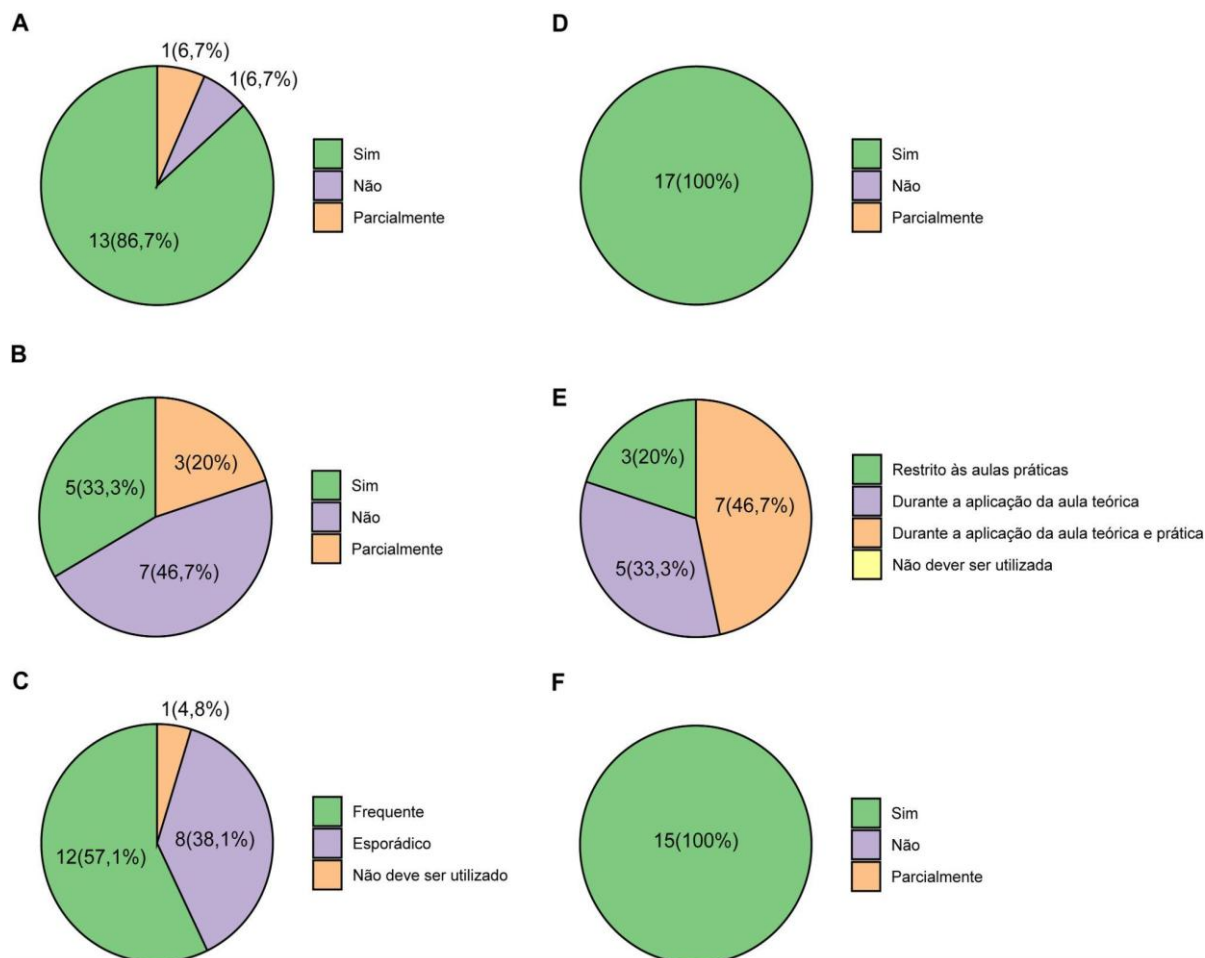 A
1(6,7%)
1(6,7%)
13(86,7%)
Sim
Não
Parcialmente
B
5(33,3%)
3(20%)
7(46,7%)
Sim
Não
Parcialmente
C
1(4,8%)
12(57,1%)
8(38,1%)
Frequente
Esporádico
Não deve ser utilizado
D
17(100%)
Sim
Não
Parcialmente
E
3(20%)
7(46,7%)
5(33,3%)
Restrito às aulas práticas
Durante a aplicação da aula teórica
Durante a aplicação da aula teórica e prática
Não dever ser utilizada
F
15(100%)
Sim
Não
Parcialmente